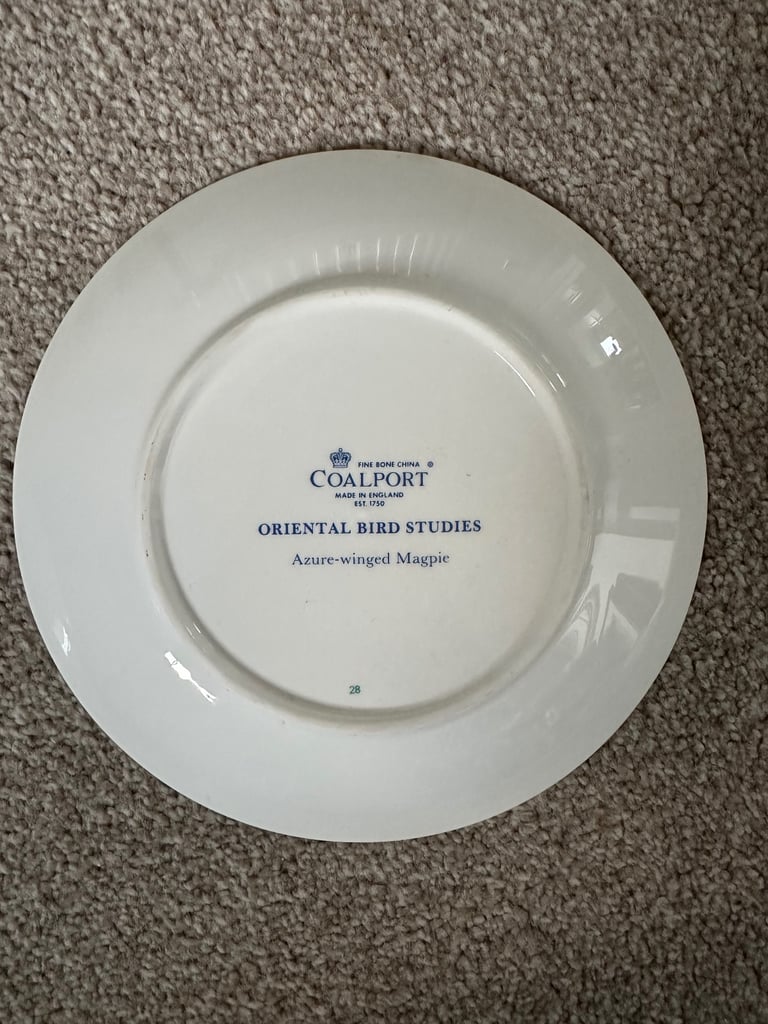 FINE BONE CHINA ®
COALPORT
MADE IN ENGLAND
EST. 1750
ORIENTAL BIRD STUDIES
Azure-winged Magpie
28